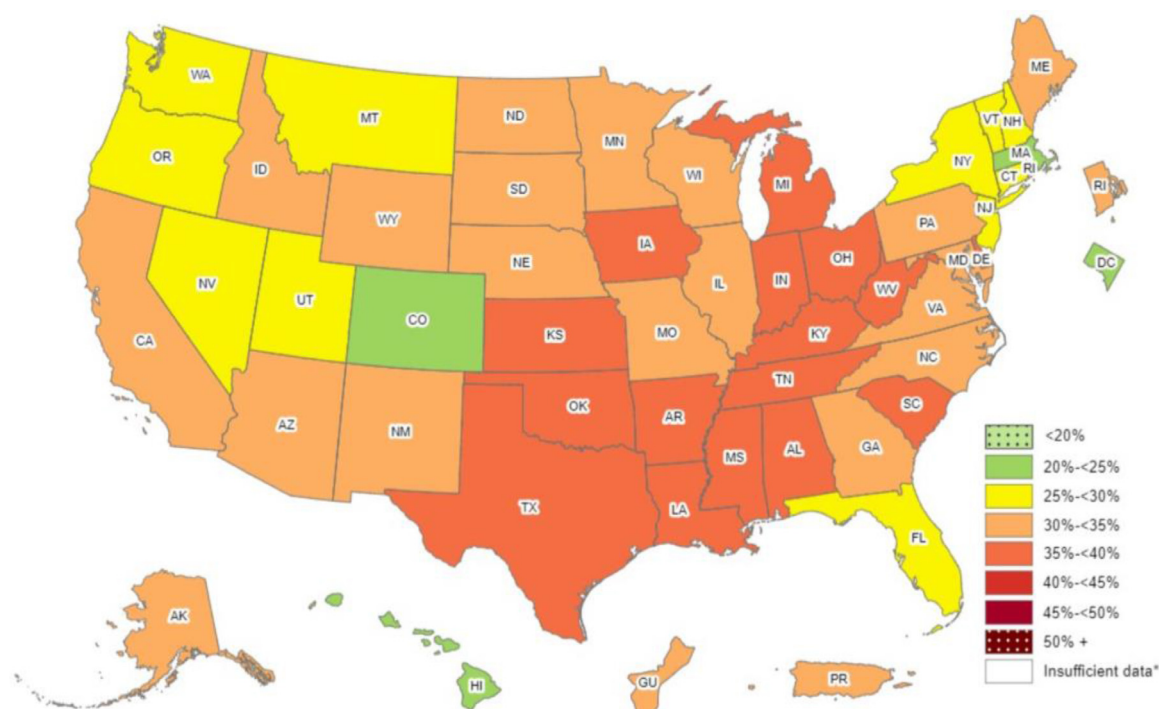 WA
OR
CA
NV
ID
MT
WY
UT
CO
AZ
NM
ND
SD
NE
KS
OK
TX
MN
IA
MO
AR
LA
WI
IL
MI
IN
OH
KY
TN
MS
AL
GA
FL
SC
NC
VA
WV
MD
DE
PA
NJ
NY
CT
RI
MA
VT
NH
ME
RI
DC
AK
HI
GU
PR
<20%
20%-<25%
25%-<30%
30%-<35%
35%-<40%
40%-<45%
45%-<50%
50% +
Insufficient data*